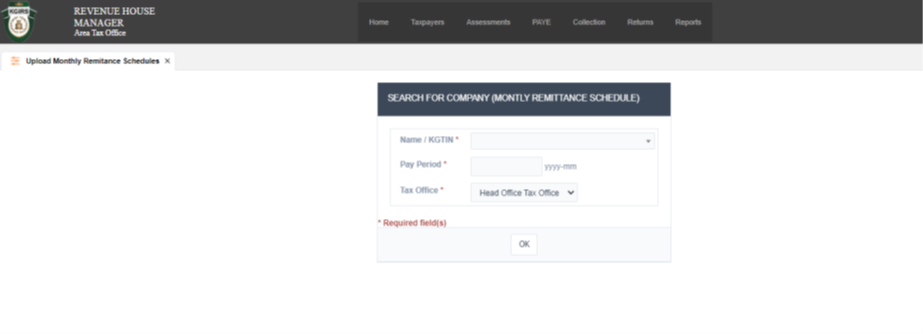 KGIRS
REVENUE HOUSE
MANAGER
Area Tax Office
Home Taxpayers Assessments PAYE Collection Returns Reports
Upload Monthly Remitance Schedules ×
SEARCH FOR COMPANY (MONTLY REMITTANCE SCHEDULE)
Name / KGTIN *
Pay Period * yyyy-mm
Tax Office * Head Office Tax Office
* Required field(s)
OK